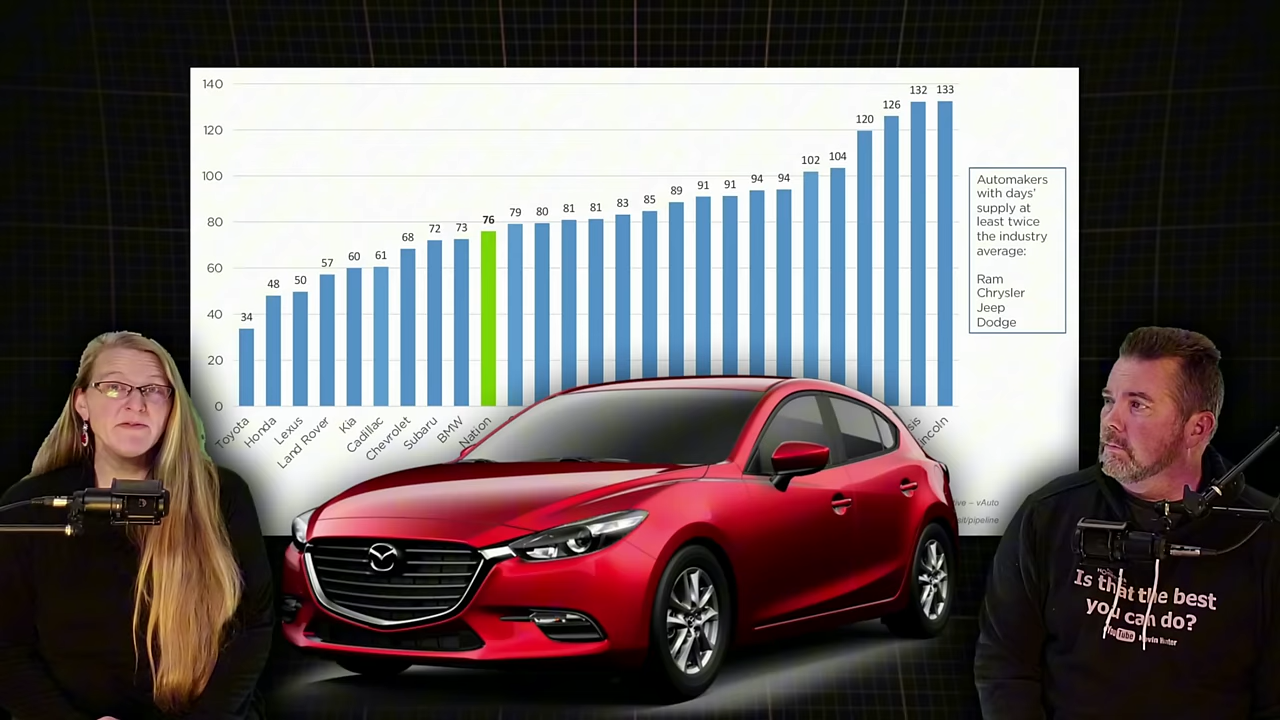 140
120
100
80
60
40
20
0
34
48
50
57
60
61
68
72
73
76
79
80
81
81
83
85
89
91
91
94
94
102
104
120
126
132
133
Toyota
Honda
Lexus
Land Rover
Kia
Cadillac
Chevrolet
Subaru
BMW
Nation
Automakers
with days'
supply at
least twice
the industry
average:
Ram
Chrysler
Jeep
Dodge
– vAuto
Is that the best
you can do?
YouTube